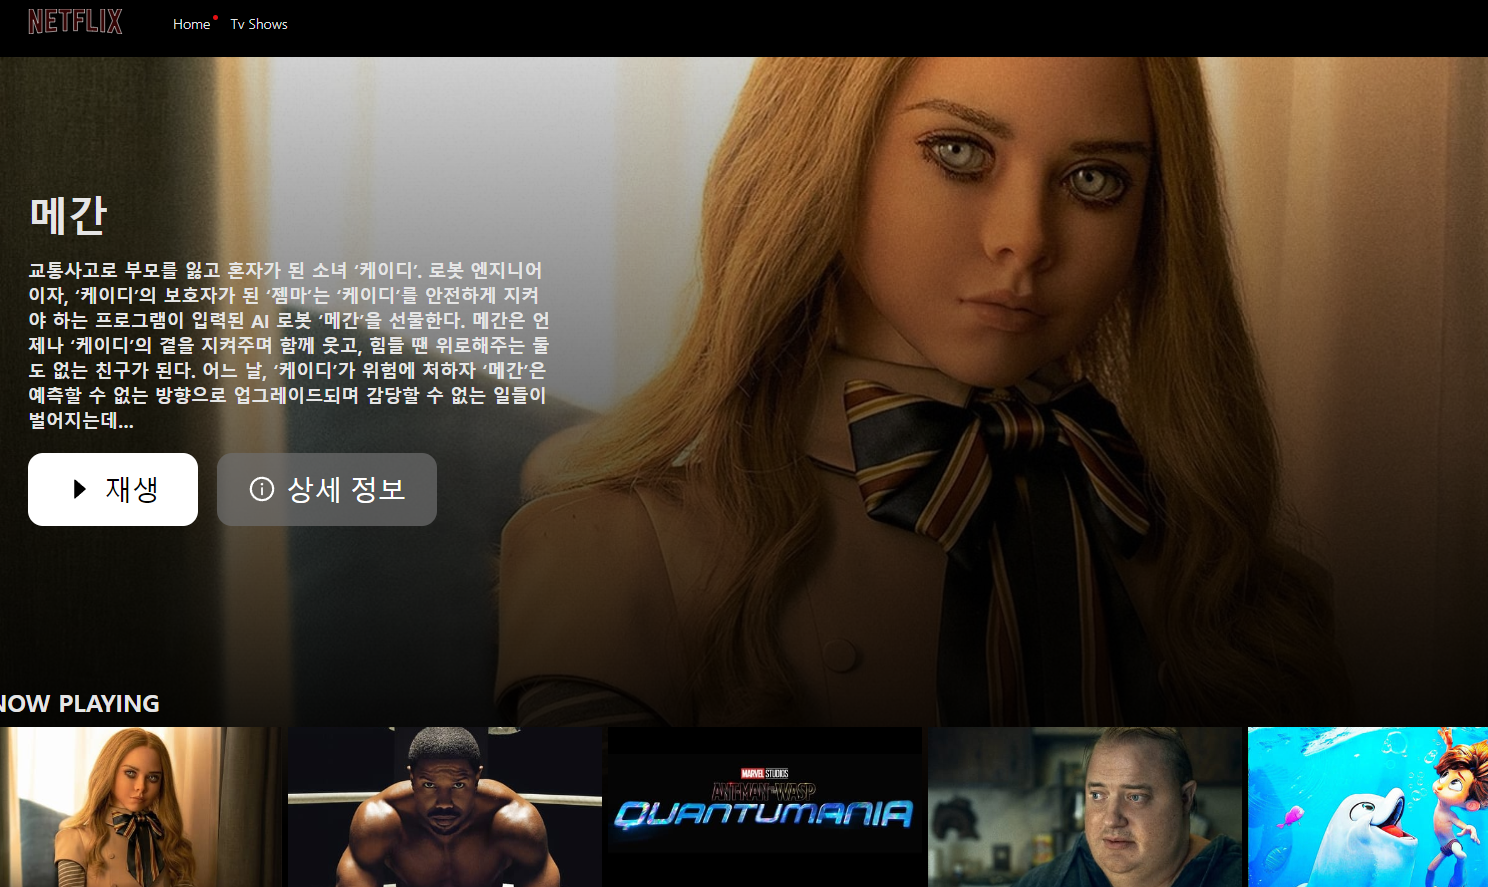 NETFLIX
Home
Tv Shows
메간
교통사고로 부모를 잃고 혼자가 된 소녀 ‘케이디’. 로봇 엔지니어
이자, ‘케이디’의 보호자가 된 ‘젬마’는 ‘케이디’를 안전하게 지켜
야 하는 프로그램이 입력된 AI 로봇 ‘메간’을 선물한다. 메간은 언
제나 ‘케이디’의 곁을 지켜주며 함께 웃고, 힘들 땐 위로해주는 둘
도 없는 친구가 된다. 어느 날, ‘케이디’가 위험에 처하자 ‘메간’은
예측할 수 없는 방향으로 업그레이드되며 감당할 수 없는 일들이
벌어지는데…
재생
상세 정보
NOW PLAYING
MARVEL STUDIOS
ANT-MAN AND THE WASP
QUANTUMANIA